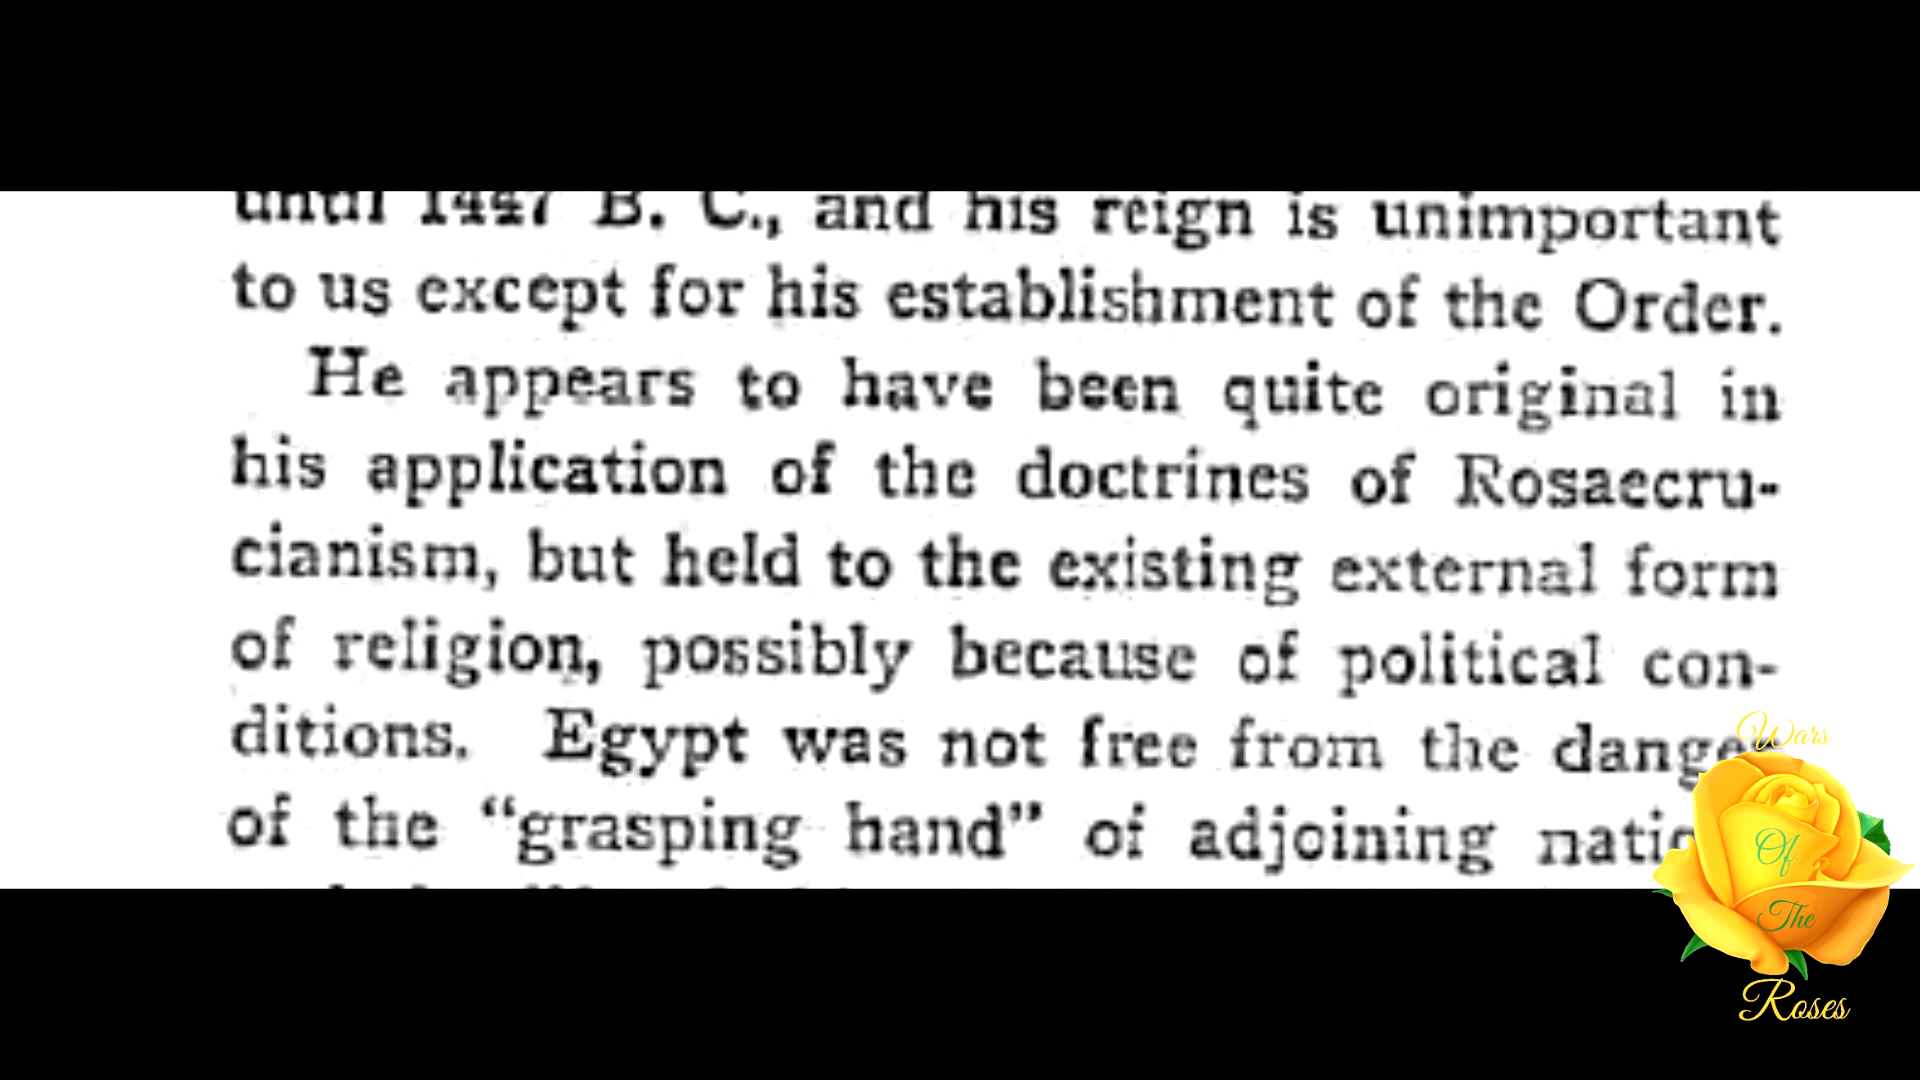 until 1447 B. C., and his reign is unimportant
to us except for his establishment of the Order.
He appears to have been quite original in
his application of the doctrines of Rosaecru-
cianism, but held to the existing external form
of religion, possibly because of political con-
ditions. Egypt was not free from the dange
of the “grasping hand” of adjoining natio
Wars
Of
The
Roses